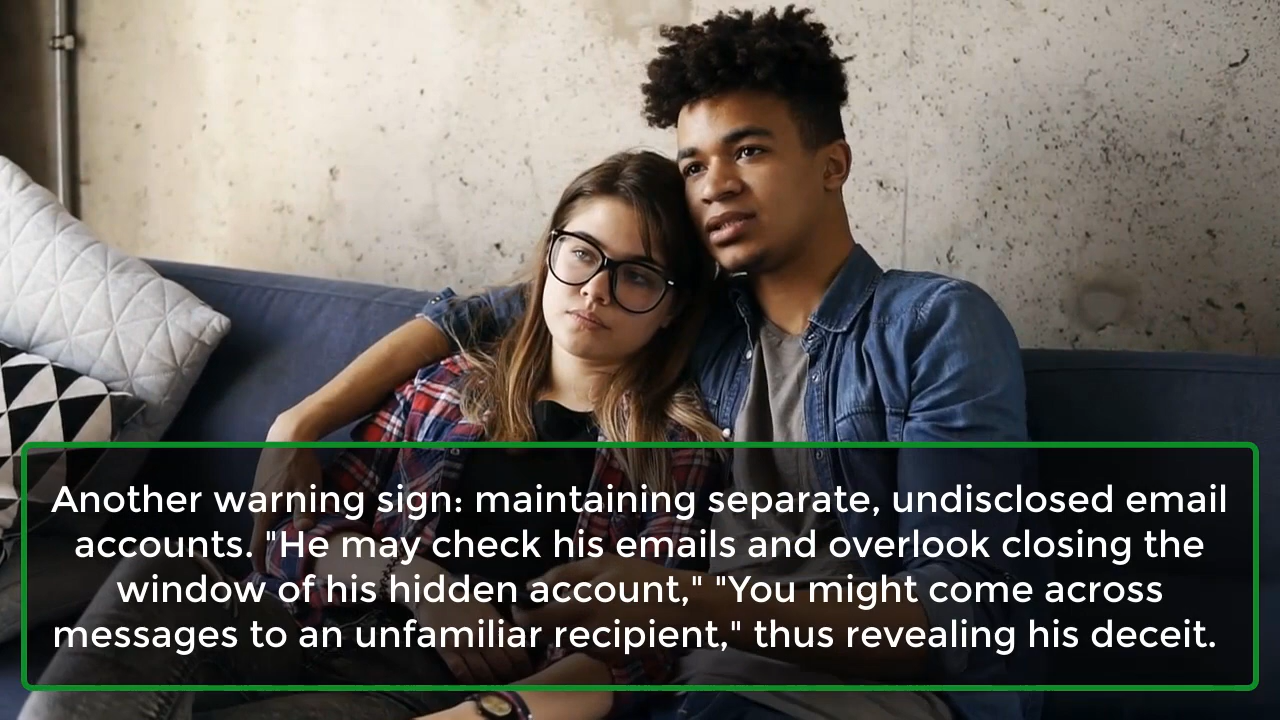 Another warning sign: maintaining separate, undisclosed email
accounts. "He may check his emails and overlook closing the
window of his hidden account," "You might come across
messages to an unfamiliar recipient," thus revealing his deceit.